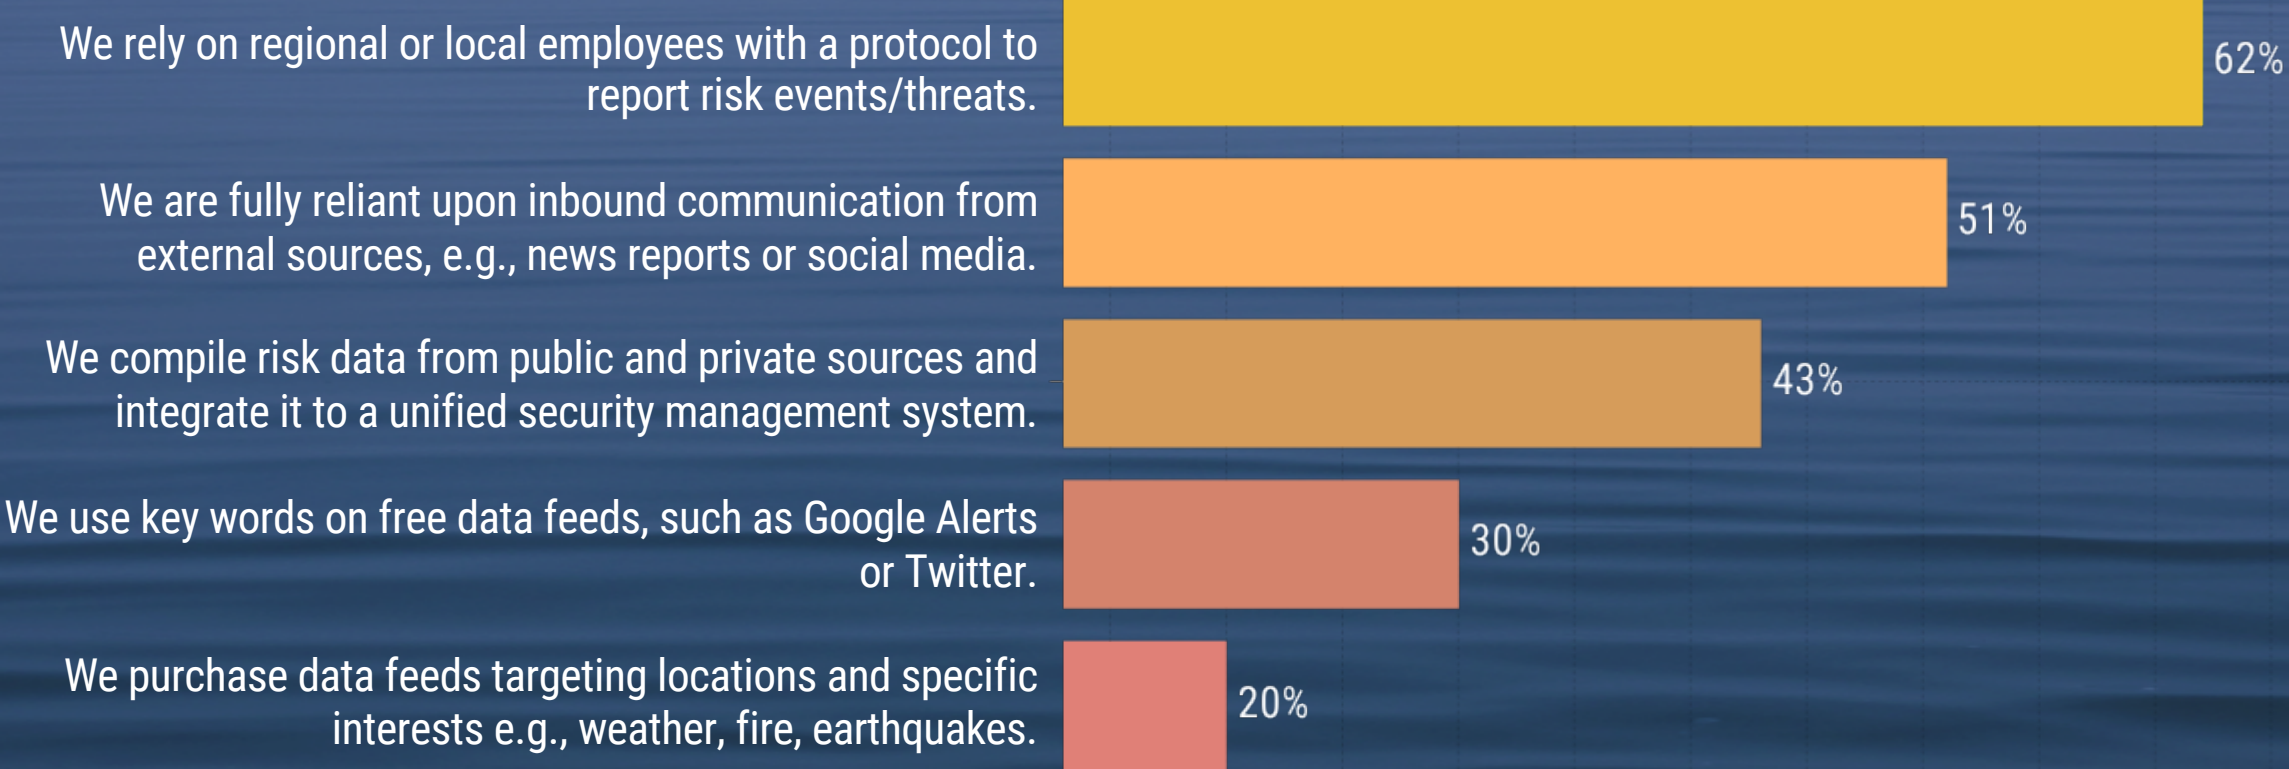 We rely on regional or local employees with a protocol to
report risk events/threats.
62%
We are fully reliant upon inbound communication from
external sources, e.g., news reports or social media.
51%
We compile risk data from public and private sources and
integrate it to a unified security management system.
43%
We use key words on free data feeds, such as Google Alerts
or Twitter.
30%
We purchase data feeds targeting locations and specific
interests e.g., weather, fire, earthquakes.
20%